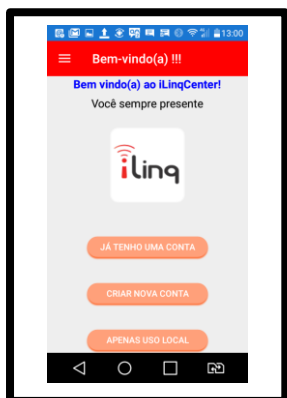 13:00
Bem-vindo(a) !!!
Bem vindo(a) ao iLinqCenter!
Você sempre presente
iLinq
JÁ TENHO UMA CONTA
CRIAR NOVA CONTA
APENAS USO LOCAL